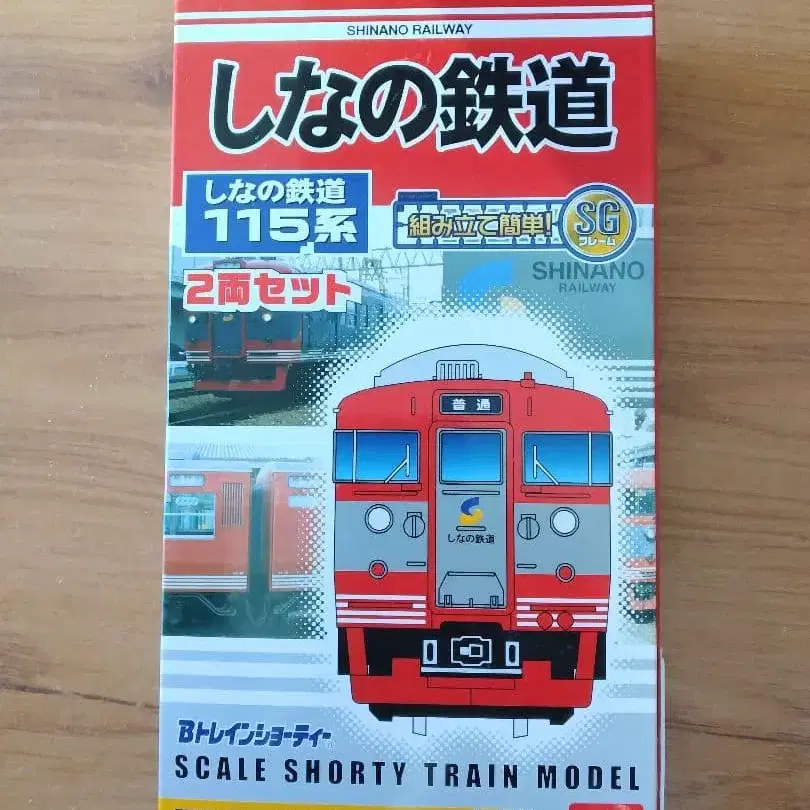 SHINANO RAILWAY
しなの鉄道
しなの鉄道
115系
組み立て簡単!
SG
フレーム
2両セット
SHINANO
RAILWAY
普通
しなの鉄道
Bトレインショーティー
SCALE SHORTY TRAIN MODEL